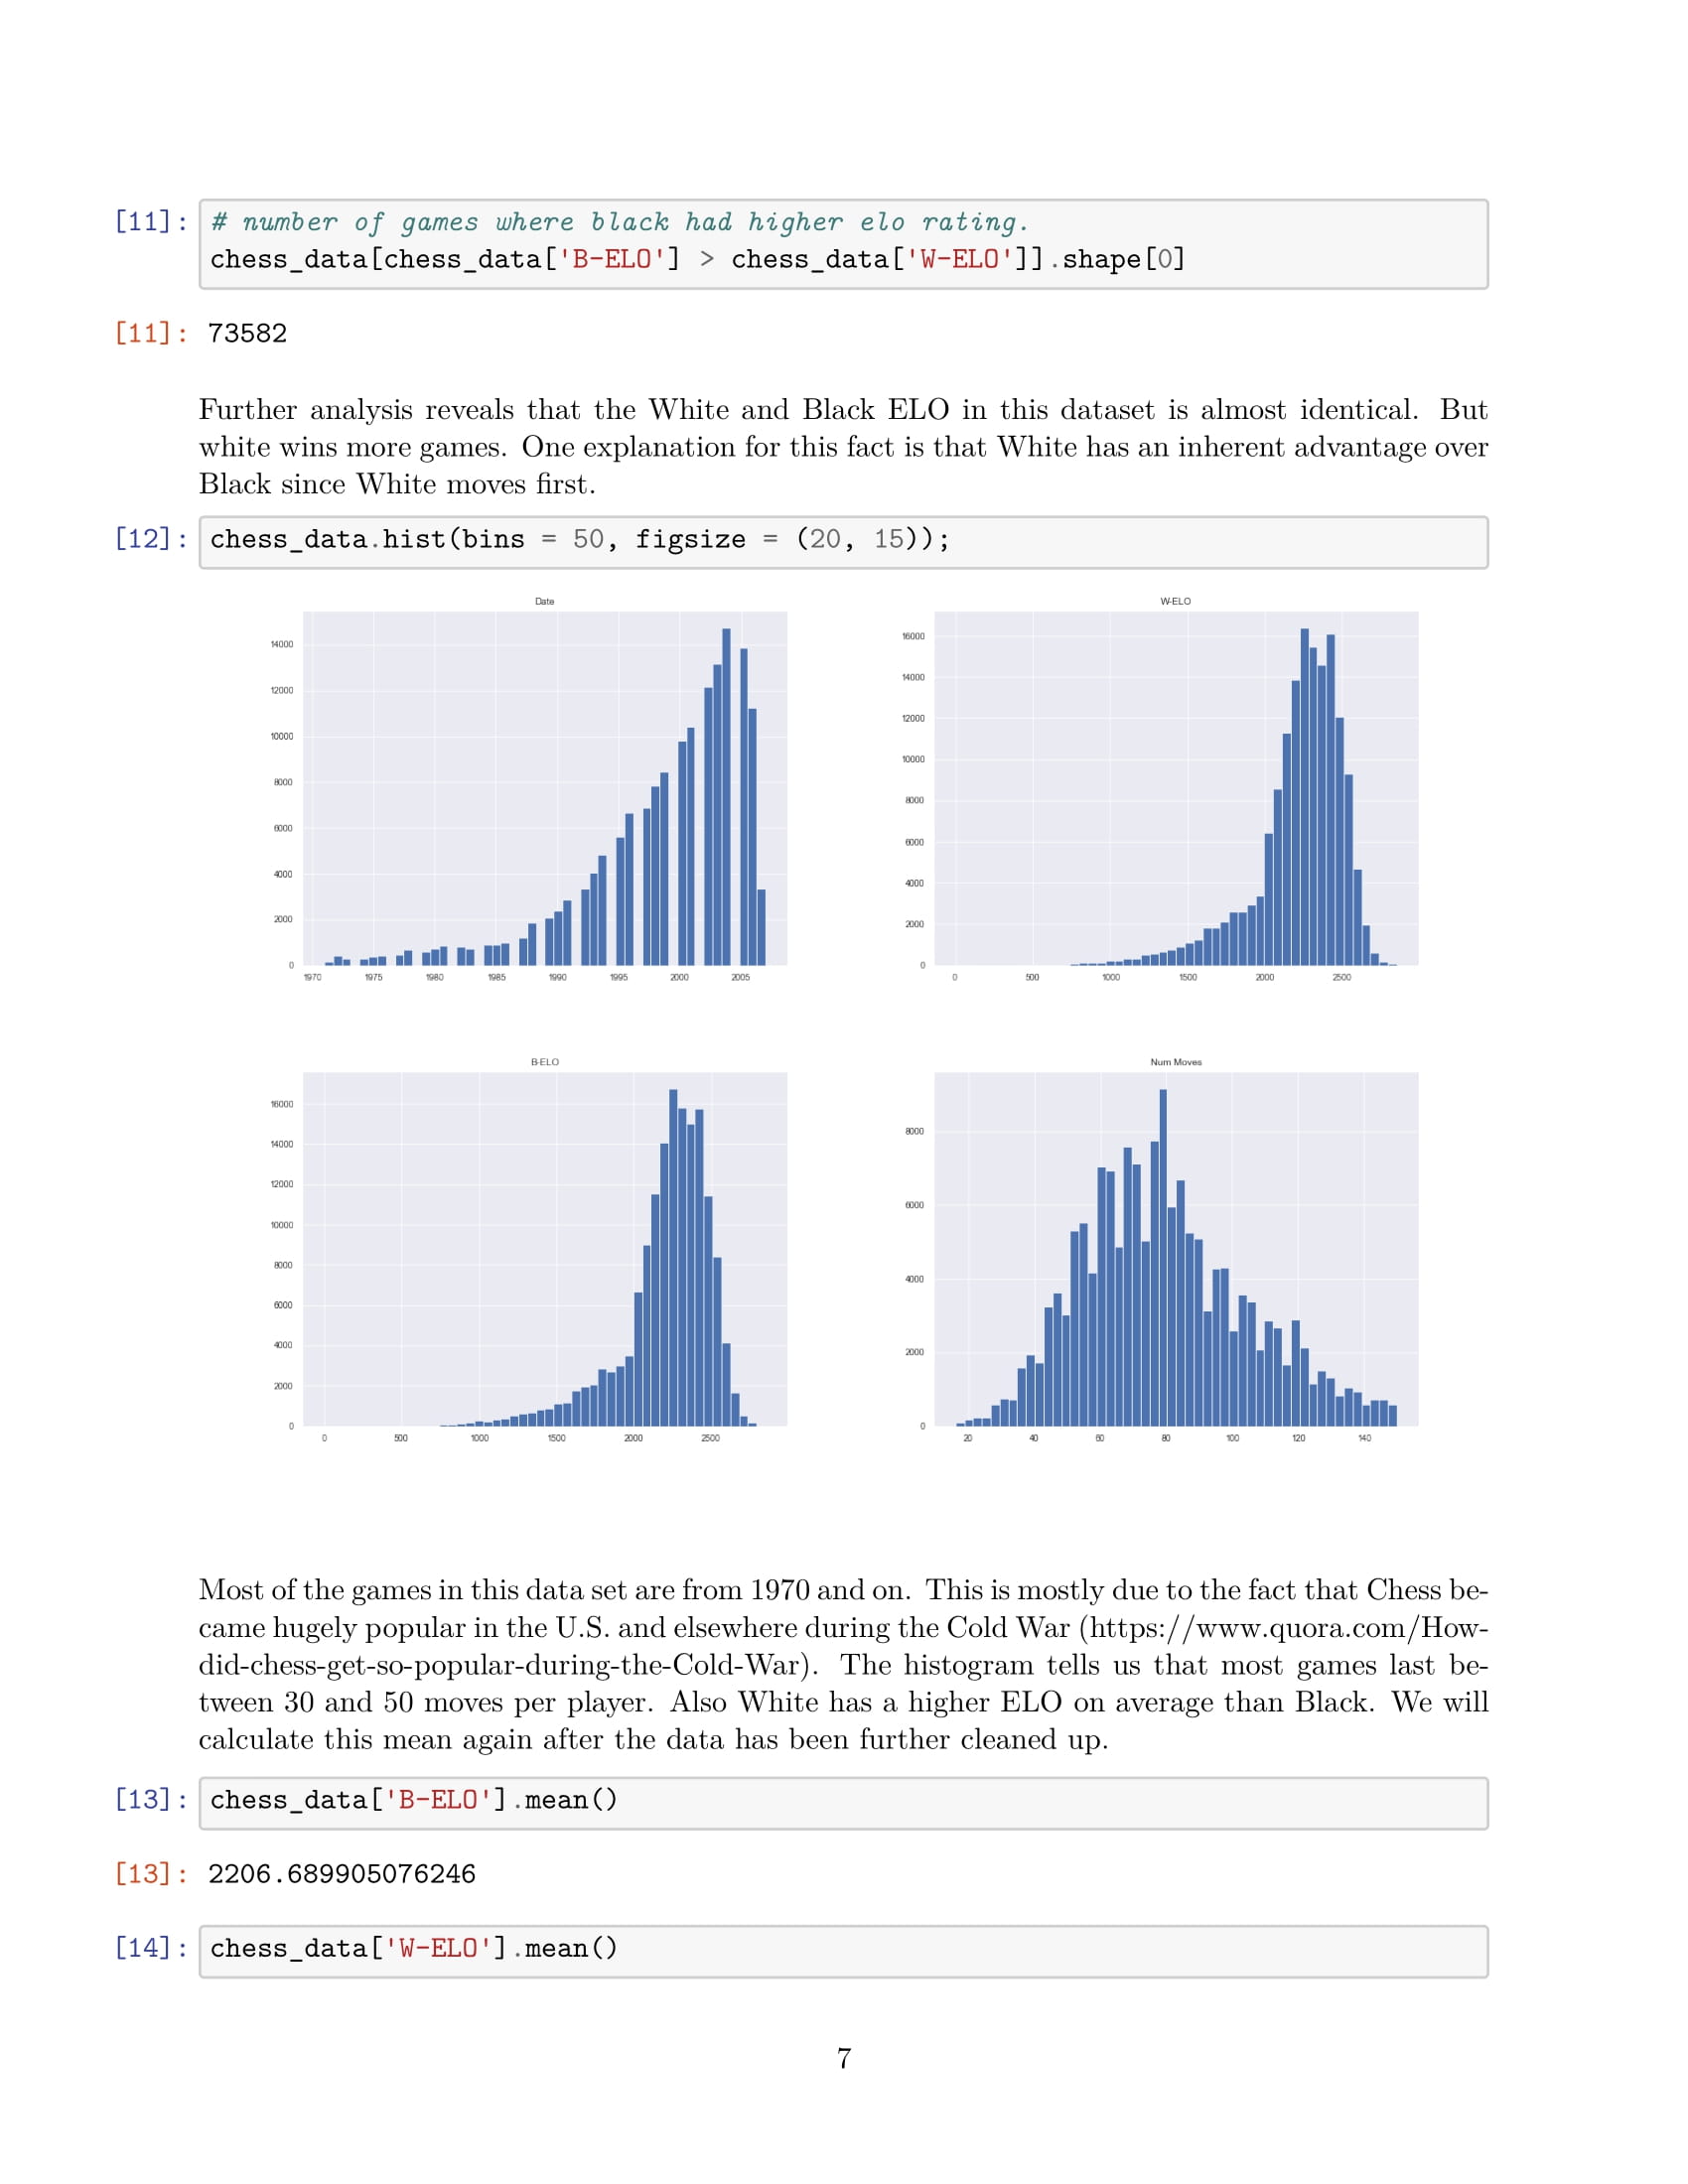 [11]: # number of games where black had higher elo rating.
chess_data[chess_data['B-ELO'] > chess_data['W-ELO']].shape[0]
[11]: 73582
Further analysis reveals that the White and Black ELO in this dataset is almost identical. But
white wins more games. One explanation for this fact is that White has an inherent advantage over
Black since White moves first.
[12]: chess_data.hist(bins = 50, figsize = (20, 15));
Date
14000
12000
10000
8000
6000
4000
2000
0
1970 1975 1980 1985 1990 1995 2000 2005
W-ELO
16000
14000
12000
10000
8000
6000
4000
2000
0
0 500 1000 1500 2000 2500
B-ELO
16000
14000
12000
10000
8000
6000
4000
2000
0
0 500 1000 1500 2000 2500
Num Moves
8000
6000
4000
2000
0
20 40 60 80 100 120 140
Most of the games in this data set are from 1970 and on. This is mostly due to the fact that Chess be-
came hugely popular in the U.S. and elsewhere during the Cold War (https://www.quora.com/How-
did-chess-get-so-popular-during-the-Cold-War). The histogram tells us that most games last be-
tween 30 and 50 moves per player. Also White has a higher ELO on average than Black. We will
calculate this mean again after the data has been further cleaned up.
[13]: chess_data['B-ELO'].mean()
[13]: 2206.689905076246
[14]: chess_data['W-ELO'].mean()
7